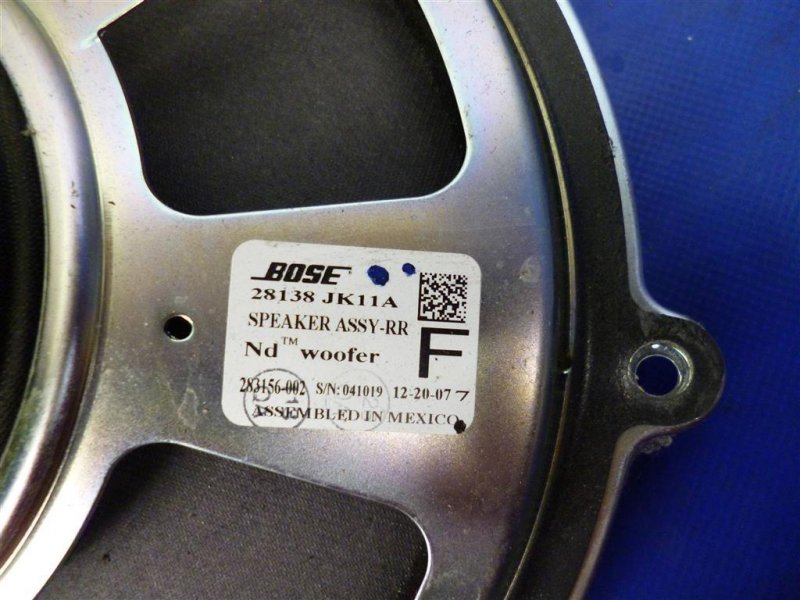 BOSE
28138 JK11A
SPEAKER ASSY-RR
Nd™ woofer
F
283156-002 S/N: 041019 12-20-07 7
ASSEMBLED IN MEXICO